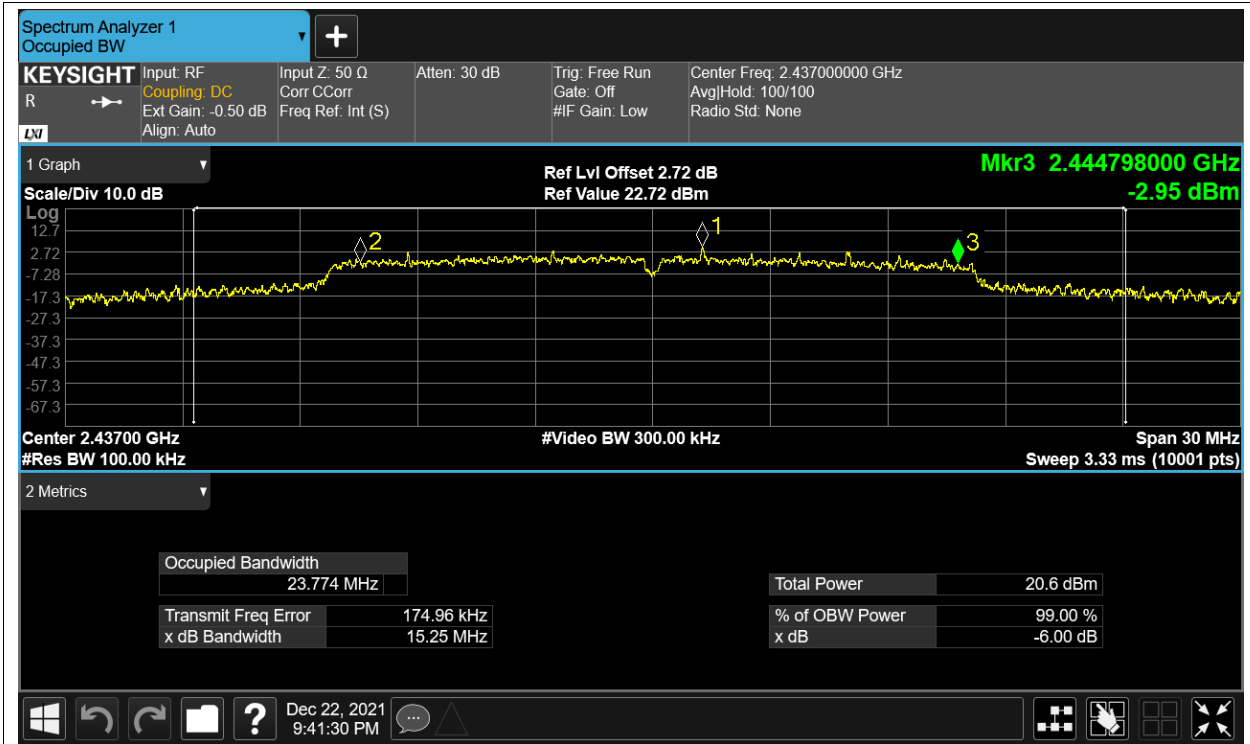 Spectrum Analyzer 1
Occupied BW
KEYSIGHT
R
LXI
Input: RF
Coupling: DC
Ext Gain: -0.50 dB
Align: Auto
Input Z: 50 Ω
Corr CCorr
Freq Ref: Int (S)
Atten: 30 dB
Trig: Free Run
Gate: Off
#IF Gain: Low
Center Freq: 2.437000000 GHz
Avg|Hold: 100/100
Radio Std: None
1 Graph
Scale/Div 10.0 dB
Ref Lvl Offset 2.72 dB
Ref Value 22.72 dBm
Mkr3 2.444798000 GHz
-2.95 dBm
Log
12.7
2.72
-7.28
-17.3
-27.3
-37.3
-47.3
-57.3
-67.3
2
1
3
Center 2.43700 GHz
#Res BW 100.00 kHz
#Video BW 300.00 kHz
Span 30 MHz
Sweep 3.33 ms (10001 pts)
2 Metrics
Occupied Bandwidth
23.774 MHz
Transmit Freq Error 174.96 kHz
x dB Bandwidth 15.25 MHz
Total Power 20.6 dBm
% of OBW Power 99.00 %
x dB -6.00 dB
?
Dec 22, 2021
9:41:30 PM